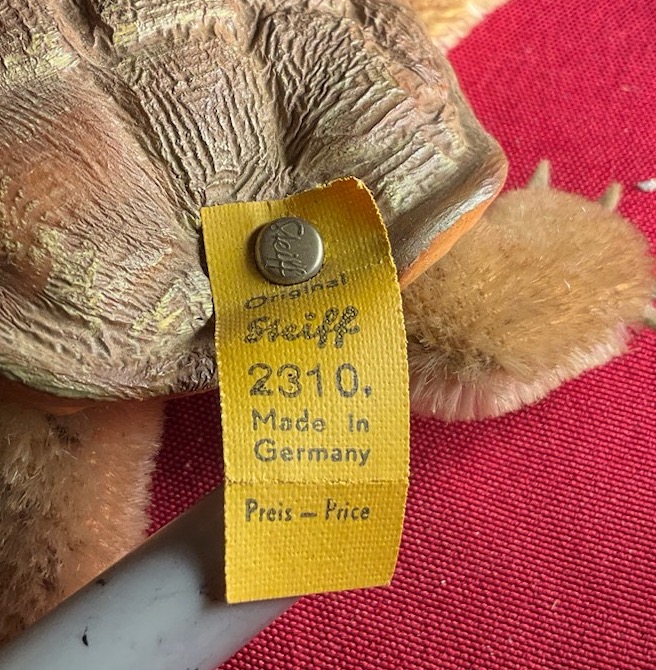 Steiff
Original
Steiff
2310,
Made in
Germany
Preis – Price